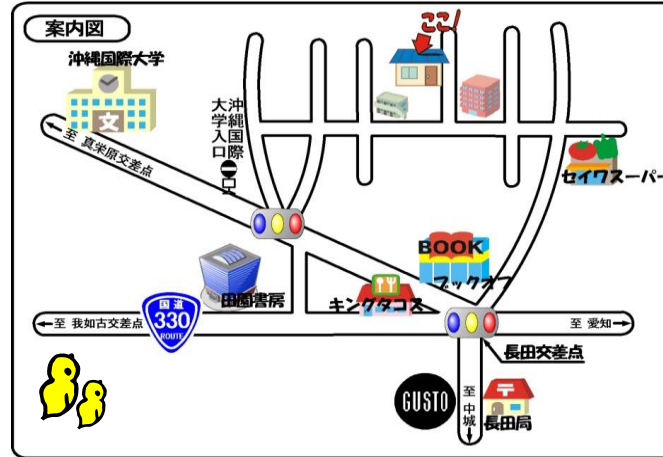 案内図
ここ!
沖縄国際大学
文
至 真栄原交差点
沖縄国際
大学入口
セイワスーパー
BOOK
ブックオフ
田園書房
キングタコス
国道
330
ROUTE
至 我如古交差点
至 愛知
長田交差点
GUSTO
至 中城
〒
長田局